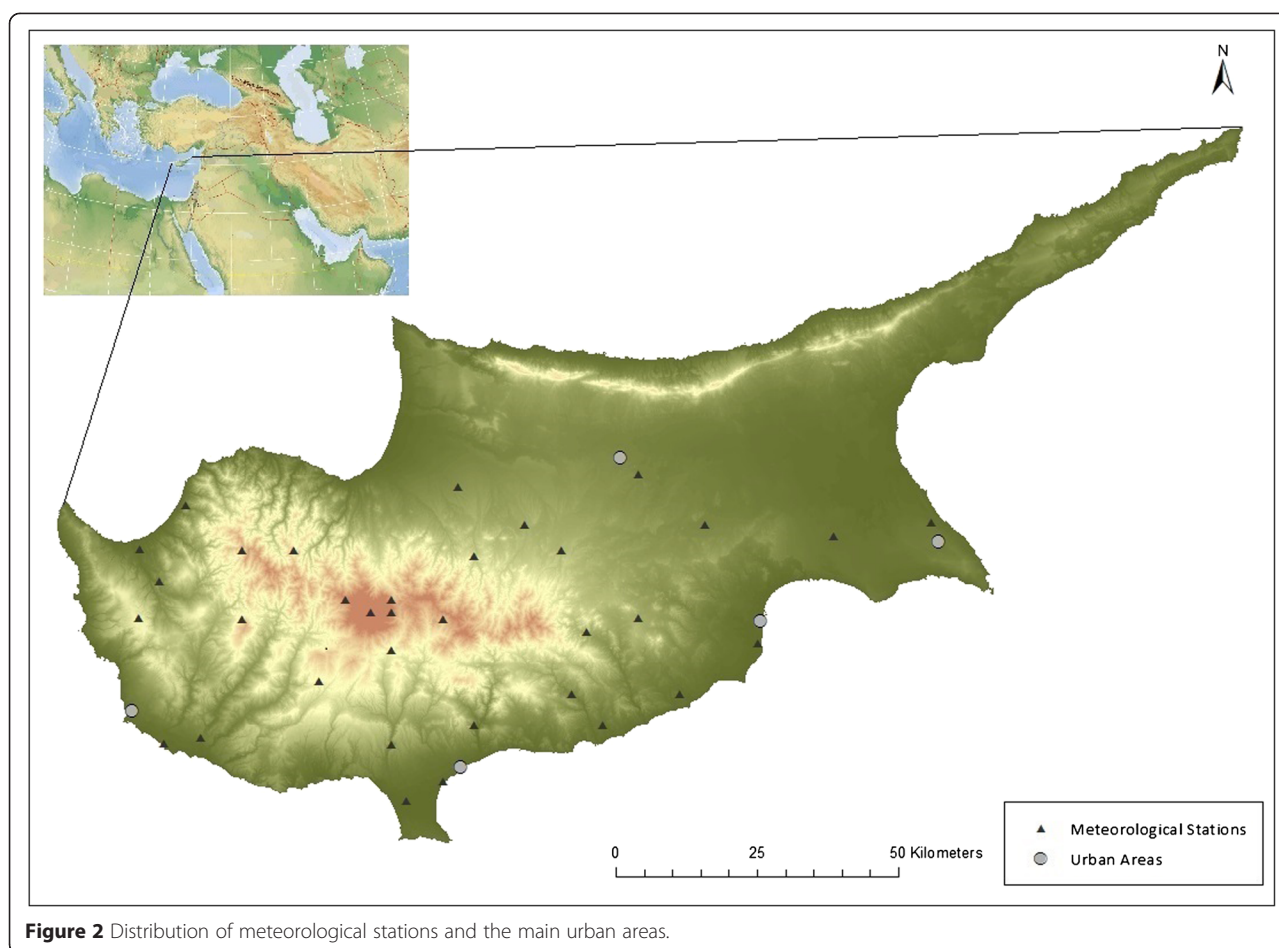 N
Meteorological Stations
Urban Areas
0 25 50 Kilometers
Figure 2 Distribution of meteorological stations and the main urban areas.